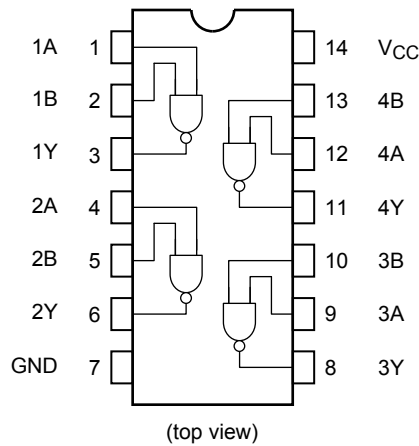 1A 1 14 VCC
1B 2 13 4B
1Y 3 12 4A
2A 4 11 4Y
2B 5 10 3B
2Y 6 9 3A
GND 7 8 3Y
(top view)